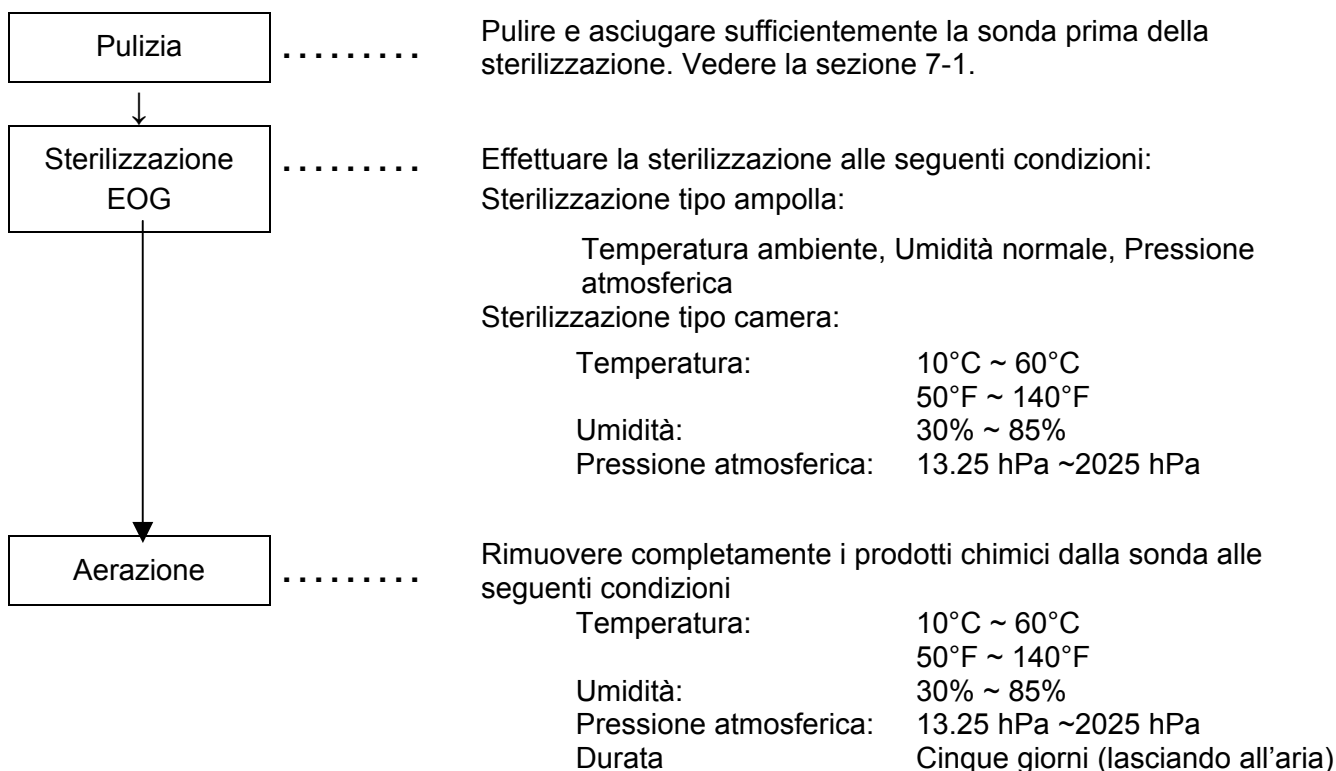 Pulizia ......... Pulire e asciugare sufficientemente la sonda prima della
sterilizzazione. Vedere la sezione 7-1.
↓
Sterilizzazione ......... Effettuare la sterilizzazione alle seguenti condizioni:
EOG Sterilizzazione tipo ampolla:
Temperatura ambiente, Umidità normale, Pressione
atmosferica
Sterilizzazione tipo camera:
Temperatura: 10°C ~ 60°C
50°F ~ 140°F
Umidità: 30% ~ 85%
Pressione atmosferica: 13.25 hPa ~2025 hPa
Aerazione ......... Rimuovere completamente i prodotti chimici dalla sonda alle
seguenti condizioni
Temperatura: 10°C ~ 60°C
50°F ~ 140°F
Umidità: 30% ~ 85%
Pressione atmosferica: 13.25 hPa ~2025 hPa
Durata Cinque giorni (lasciando all’aria)